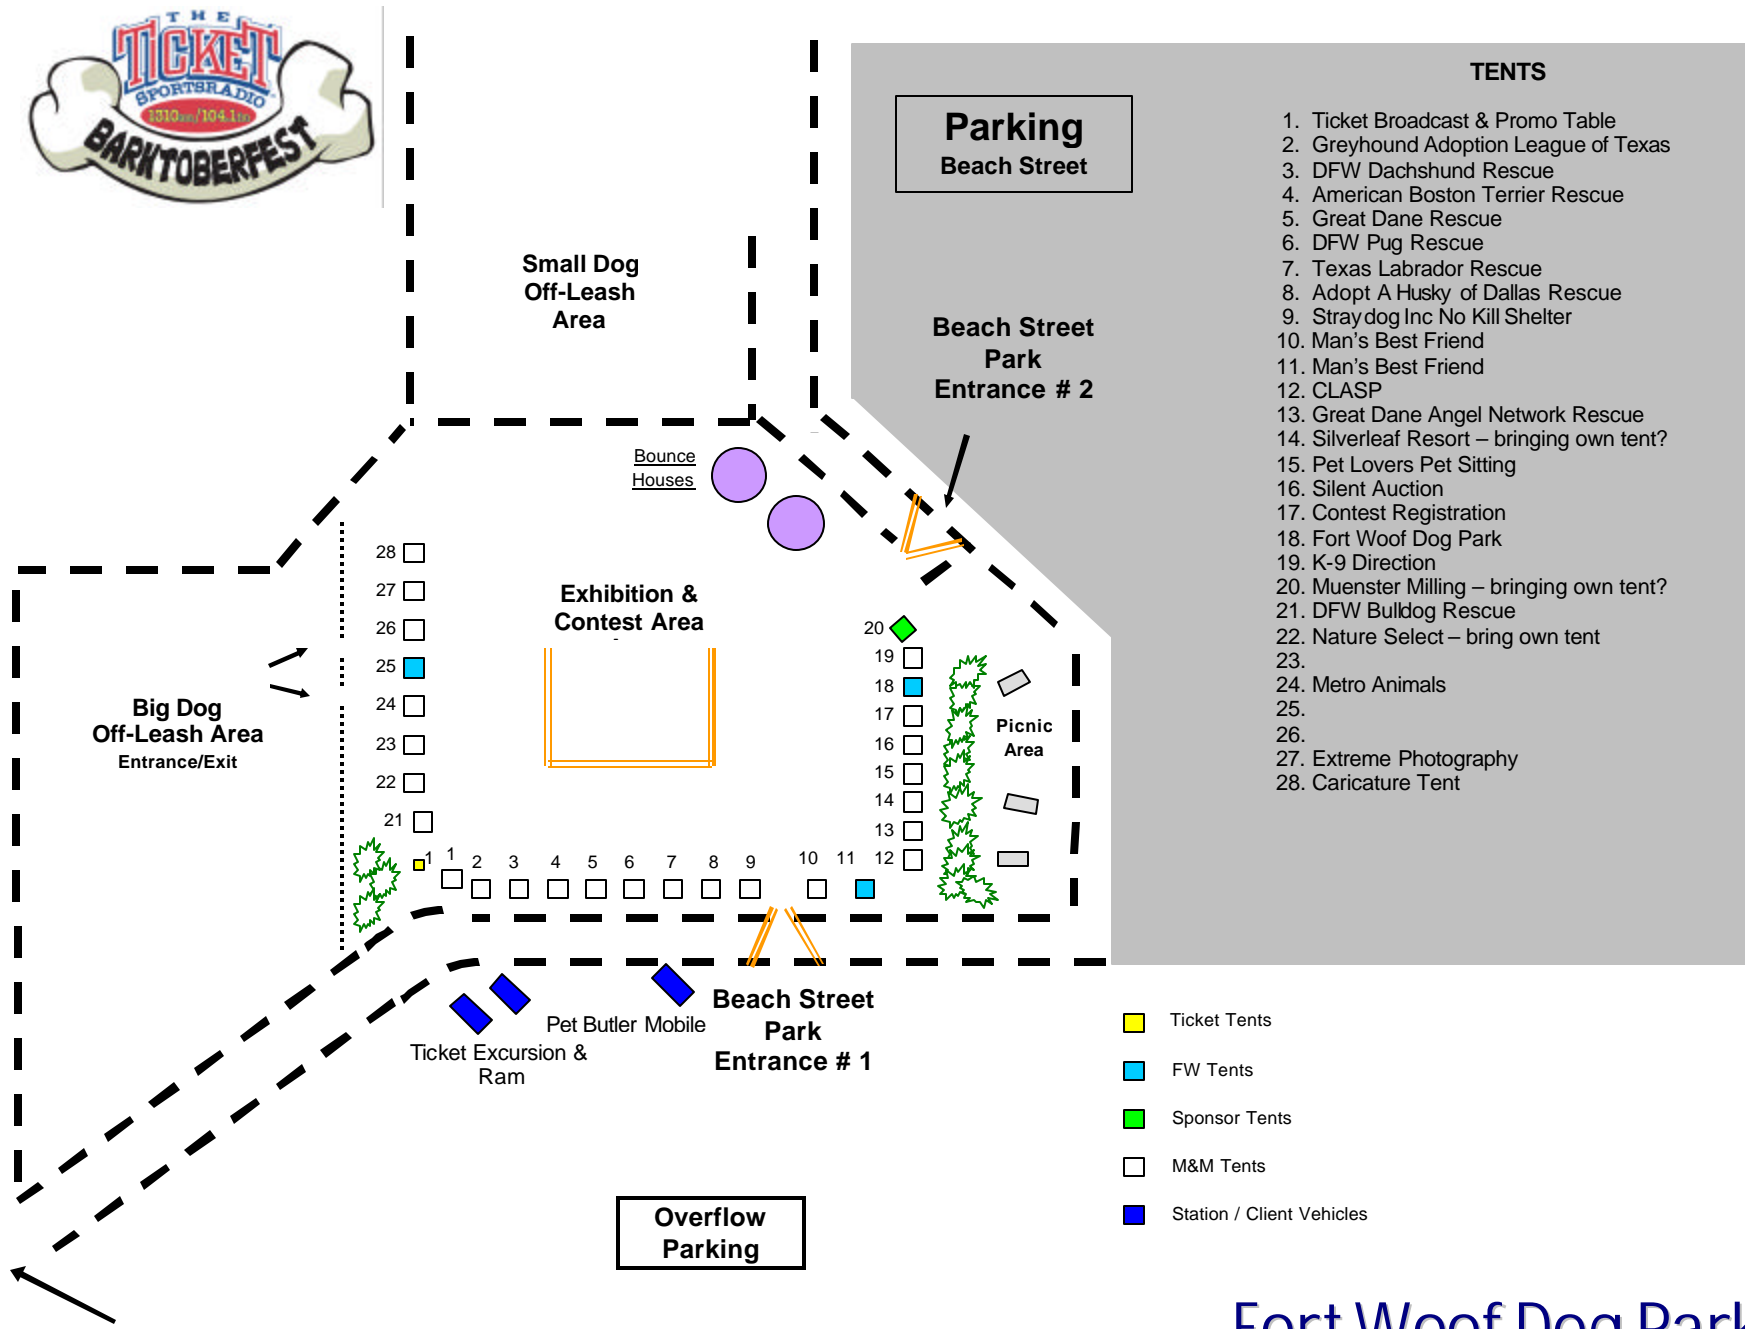 THE
TICKET
SPORTSRADIO
1310am/104.1fm
BARKTOBERFEST
Parking
Beach Street
TENTS
1. Ticket Broadcast & Promo Table
2. Greyhound Adoption League of Texas
3. DFW Dachshund Rescue
4. American Boston Terrier Rescue
5. Great Dane Rescue
6. DFW Pug Rescue
7. Texas Labrador Rescue
8. Adopt A Husky of Dallas Rescue
9. Straydog Inc No Kill Shelter
10. Man's Best Friend
11. Man's Best Friend
12. CLASP
13. Great Dane Angel Network Rescue
14. Silverleaf Resort – bringing own tent?
15. Pet Lovers Pet Sitting
16. Silent Auction
17. Contest Registration
18. Fort Woof Dog Park
19. K-9 Direction
20. Muenster Milling – bringing own tent?
21. DFW Bulldog Rescue
22. Nature Select – bring own tent
23.
24. Metro Animals
25.
26.
27. Extreme Photography
28. Caricature Tent
Small Dog
Off-Leash
Area
Beach Street
Park
Entrance # 2
Bounce
Houses
Exhibition &
Contest Area
28
27
26
25
24
23
22
21
Big Dog
Off-Leash Area
Entrance/Exit
20
19
18
17
16
15
14
13
12
Picnic
Area
1 1 2 3 4 5 6 7 8 9 10 11
Beach Street
Park
Entrance # 1
Pet Butler Mobile
Ticket Excursion &
Ram
Ticket Tents
FW Tents
Sponsor Tents
M&M Tents
Station / Client Vehicles
Overflow
Parking
Fort Woof Dog Park